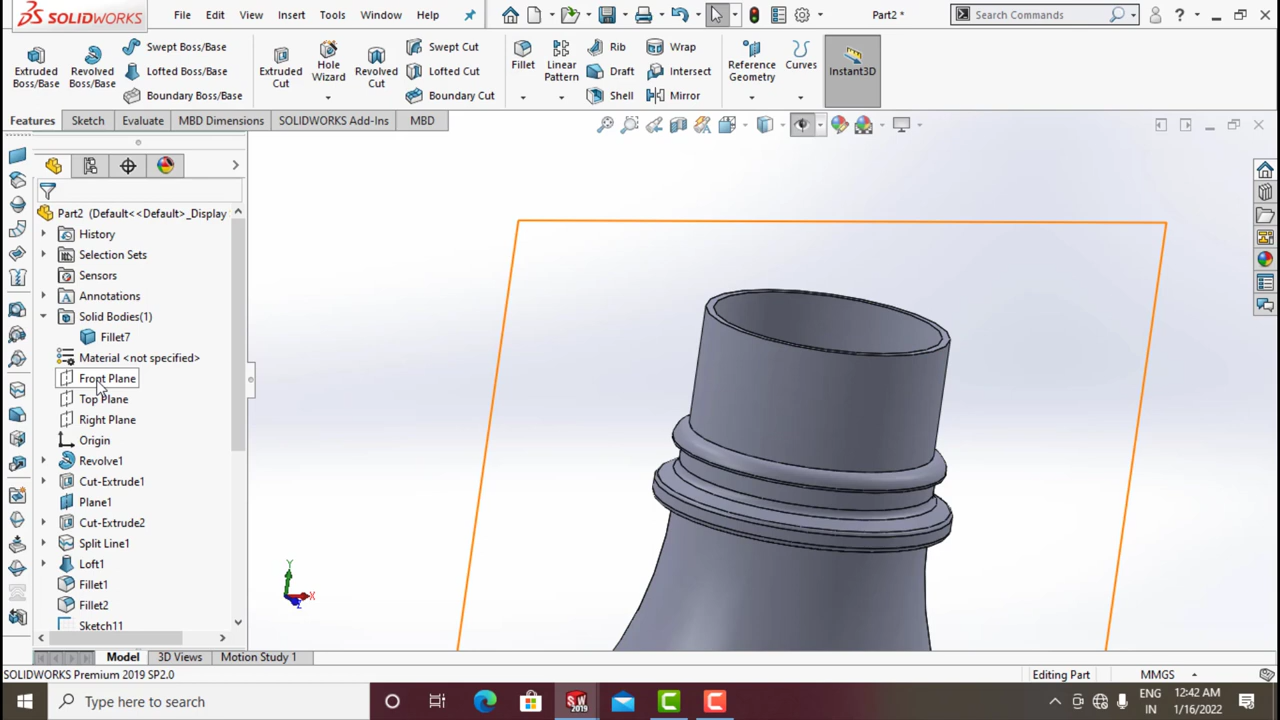 SOLIDWORKS
File Edit View Insert Tools Window Help
Part2 *
Search Commands
Extruded Boss/Base
Revolved Boss/Base
Swept Boss/Base
Lofted Boss/Base
Boundary Boss/Base
Extruded Cut
Hole Wizard
Revolved Cut
Swept Cut
Lofted Cut
Boundary Cut
Fillet
Linear Pattern
Rib
Draft
Shell
Wrap
Intersect
Mirror
Reference Geometry
Curves
Instant3D
Features Sketch Evaluate MBD Dimensions SOLIDWORKS Add-Ins MBD
Part2 (Default<<Default>_Display
History
Selection Sets
Sensors
Annotations
Solid Bodies(1)
Fillet7
Material <not specified>
Front Plane
Top Plane
Right Plane
Origin
Revolve1
Cut-Extrude1
Plane1
Cut-Extrude2
Split Line1
Loft1
Fillet1
Fillet2
Sketch11
Y
X
Z
Model 3D Views Motion Study 1
SOLIDWORKS Premium 2019 SP2.0
Editing Part
MMGS
Type here to search
SW
2019
ENG
IN
12:42 AM
1/16/2022